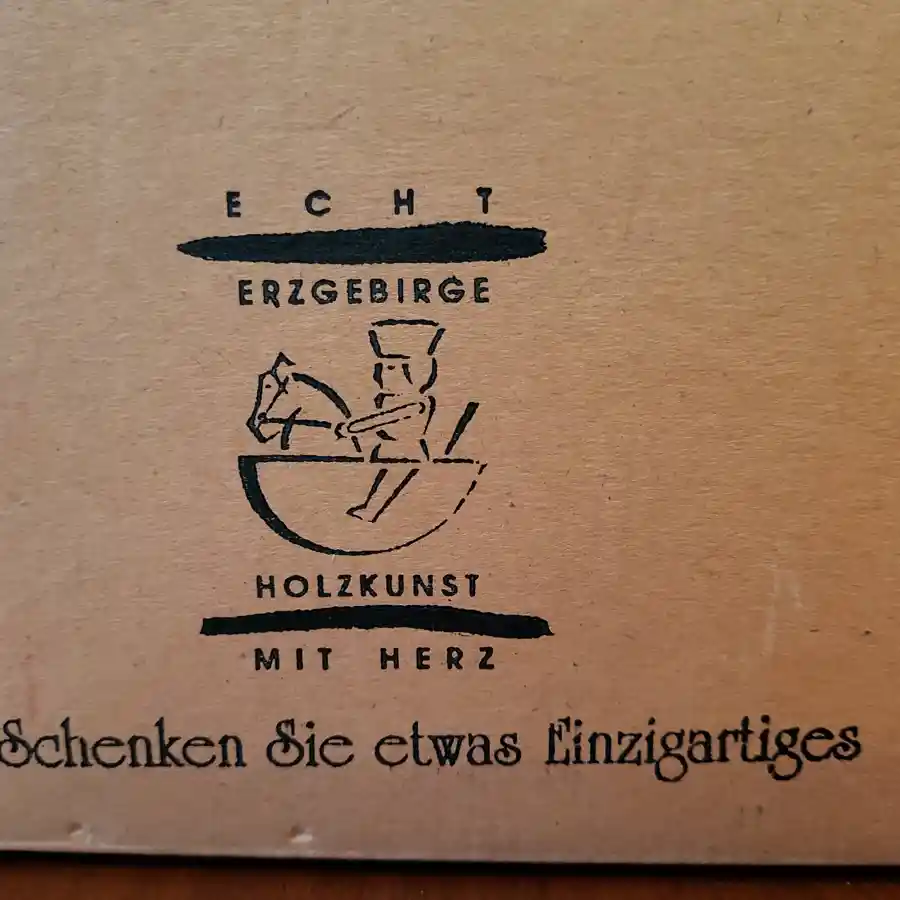 ECHT
ERZGEBIRGE
HOLZKUNST
MIT HERZ
Schenken Sie etwas Einzigartiges